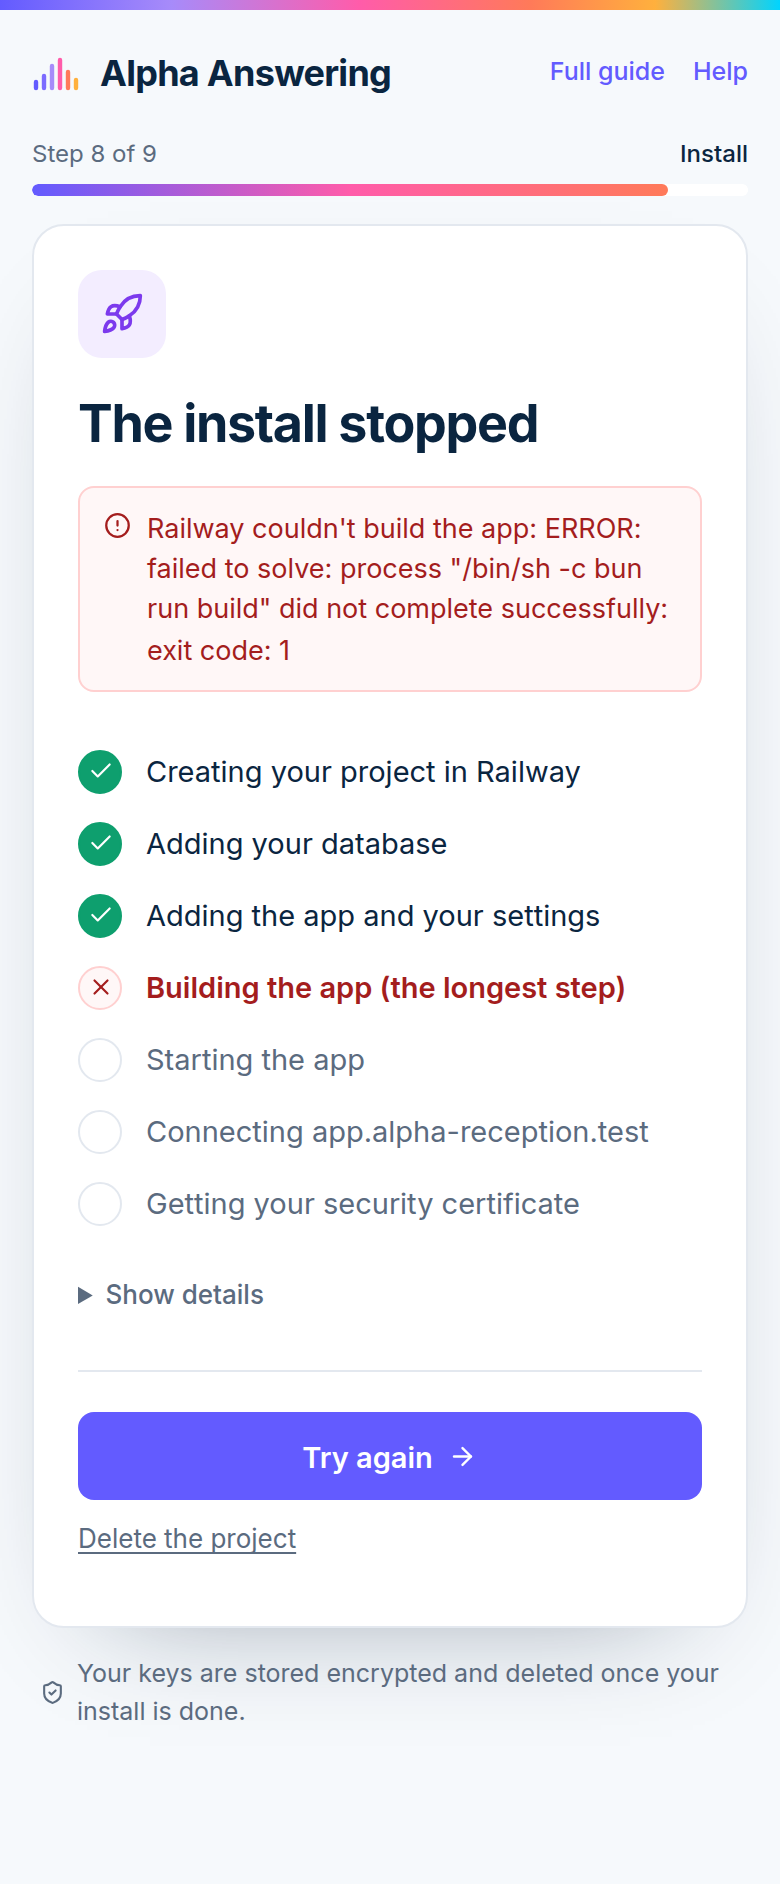 Alpha Answering
Full guide
Help
Step 8 of 9
Install
The install stopped
Railway couldn't build the app: ERROR:
failed to solve: process "/bin/sh -c bun
run build" did not complete successfully:
exit code: 1
Creating your project in Railway
Adding your database
Adding the app and your settings
Building the app (the longest step)
Starting the app
Connecting app.alpha-reception.test
Getting your security certificate
Show details
Try again
Delete the project
Your keys are stored encrypted and deleted once your
install is done.